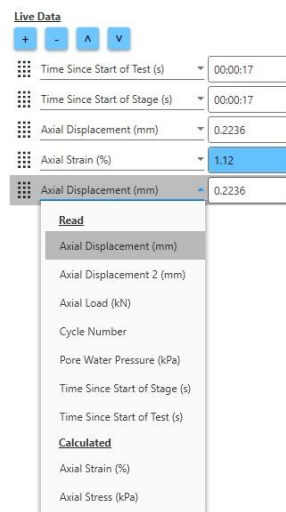 Live Data
+ - ʌ v
Time Since Start of Test (s) 00:00:17
Time Since Start of Stage (s) 00:00:17
Axial Displacement (mm) 0.2236
Axial Strain (%) 1.12
Axial Displacement (mm) 0.2236
Read
Axial Displacement (mm)
Axial Displacement 2 (mm)
Axial Load (kN)
Cycle Number
Pore Water Pressure (kPa)
Time Since Start of Stage (s)
Time Since Start of Test (s)
Calculated
Axial Strain (%)
Axial Stress (kPa)